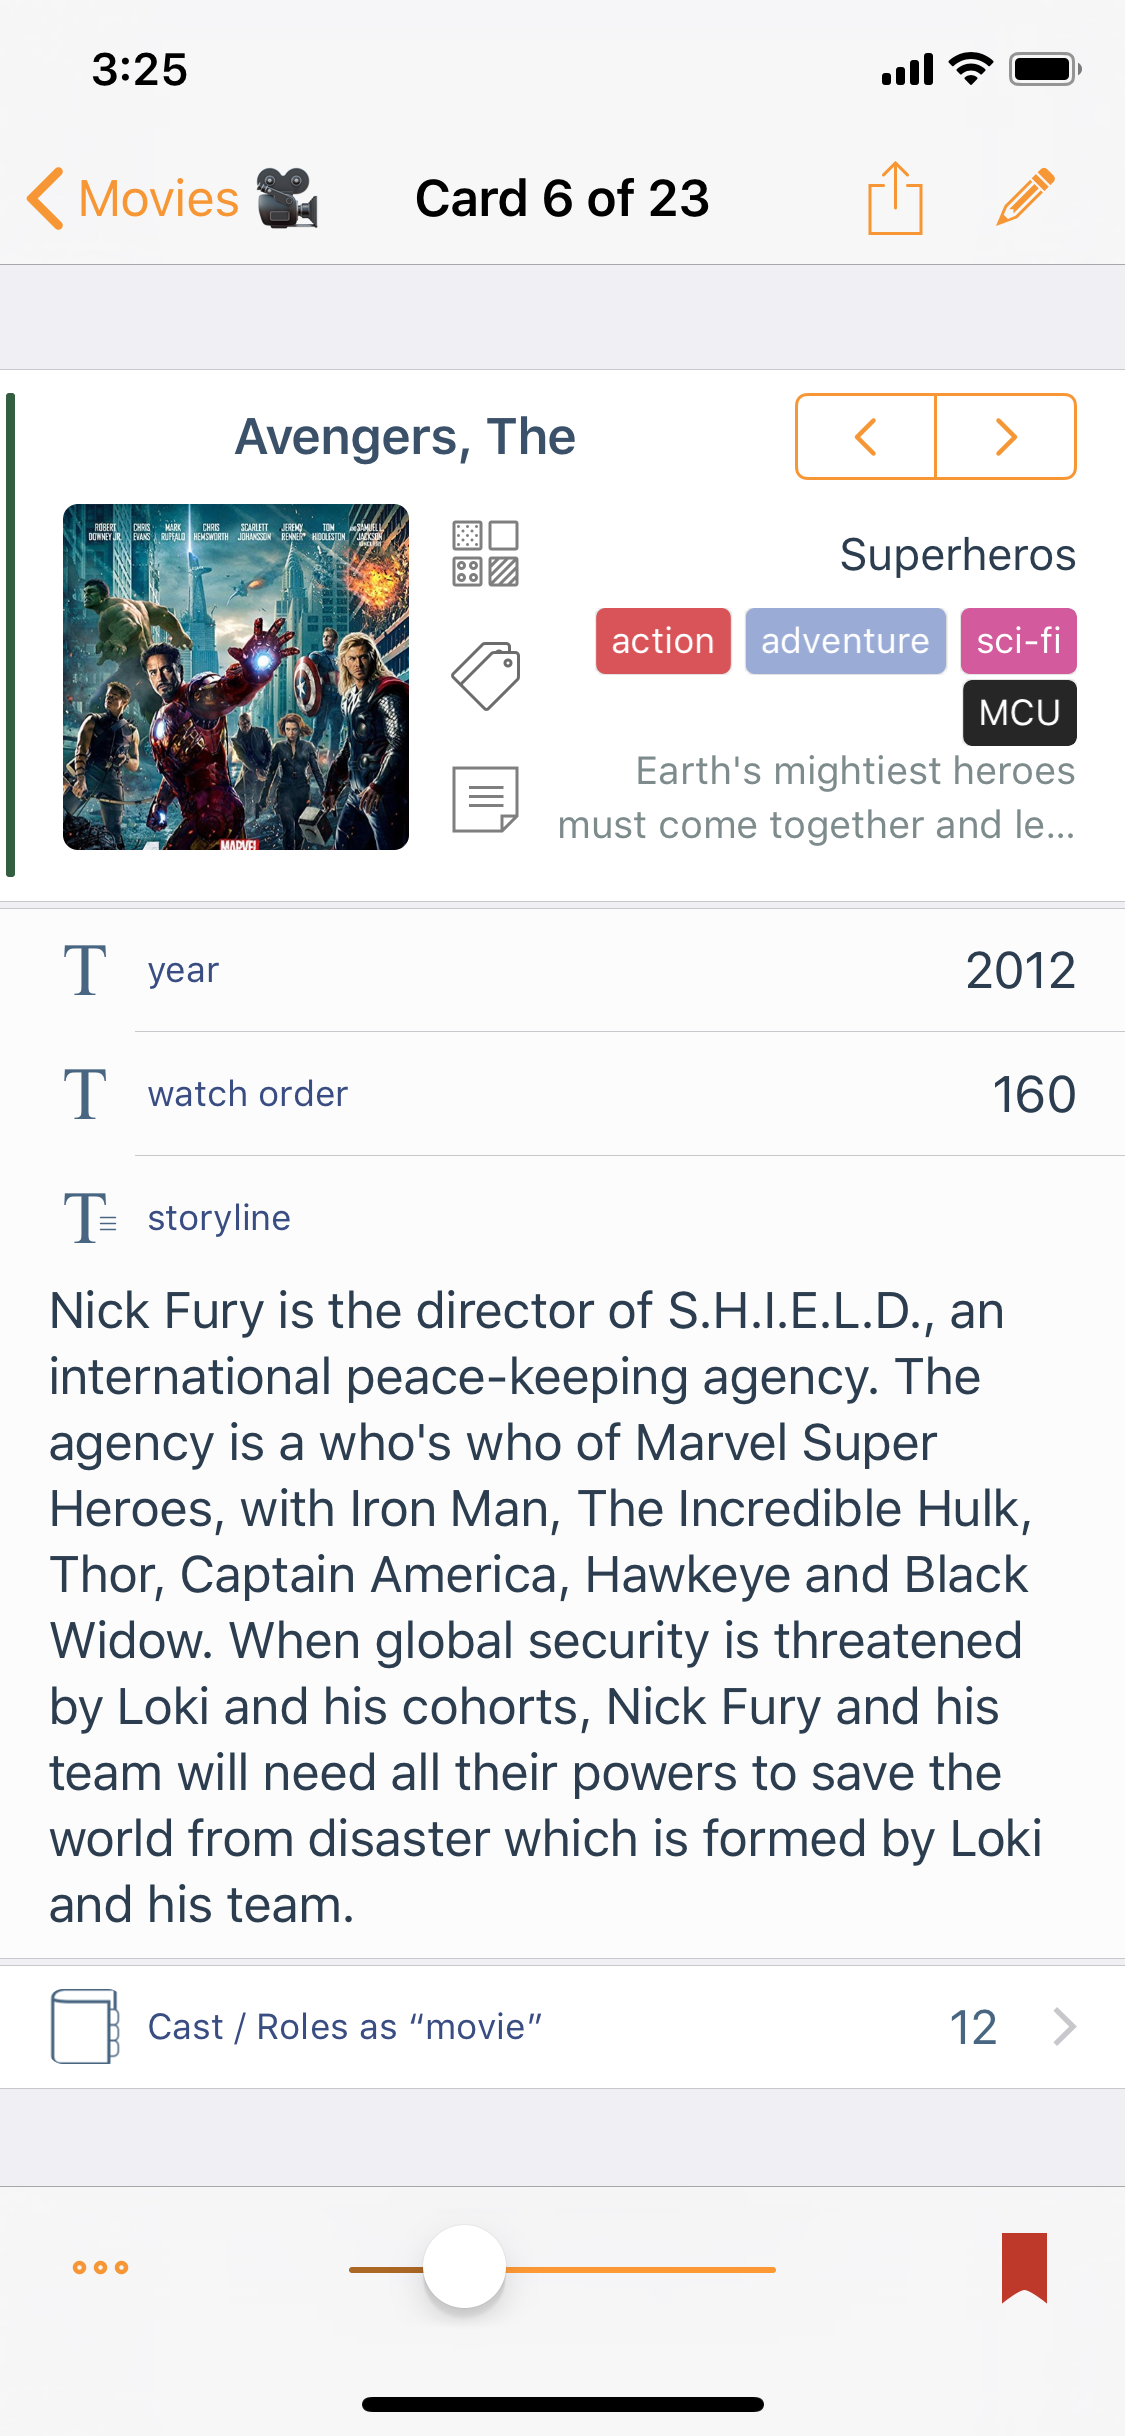 3:25
Movies
Card 6 of 23
Avengers, The
ROBERT DOWNEY JR. CHRIS EVANS MARK RUFFALO CHRIS HEMSWORTH SCARLETT JOHANSSON JEREMY RENNER TOM HIDDLESTON AND SAMUEL L. JACKSON
MARVEL
Superheros
action adventure sci-fi
MCU
Earth's mightiest heroes
must come together and le...
year 2012
watch order 160
storyline
Nick Fury is the director of S.H.I.E.L.D., an
international peace-keeping agency. The
agency is a who's who of Marvel Super
Heroes, with Iron Man, The Incredible Hulk,
Thor, Captain America, Hawkeye and Black
Widow. When global security is threatened
by Loki and his cohorts, Nick Fury and his
team will need all their powers to save the
world from disaster which is formed by Loki
and his team.
Cast / Roles as “movie” 12